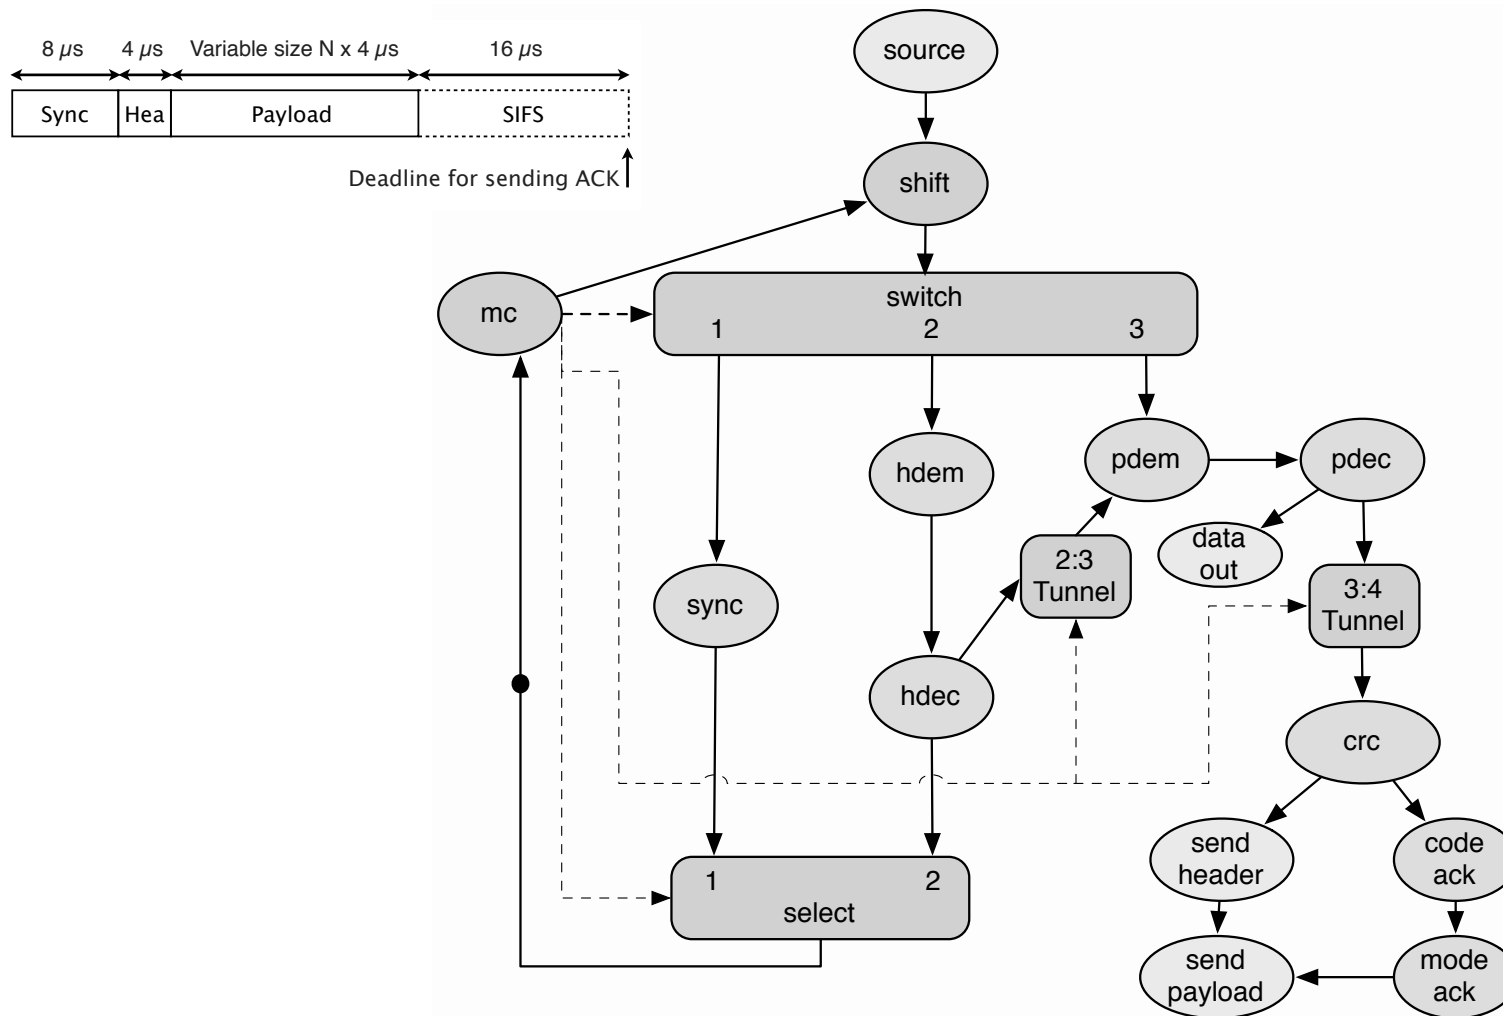 8 µs 4 µs Variable size N x 4 µs 16 µs
Sync Hea Payload SIFS
Deadline for sending ACK
source
shift
mc
switch
1 2 3
hdem
pdem
pdec
data
out
2:3
Tunnel
3:4
Tunnel
sync
hdec
crc
send
header
code
ack
1 2
select
send
payload
mode
ack